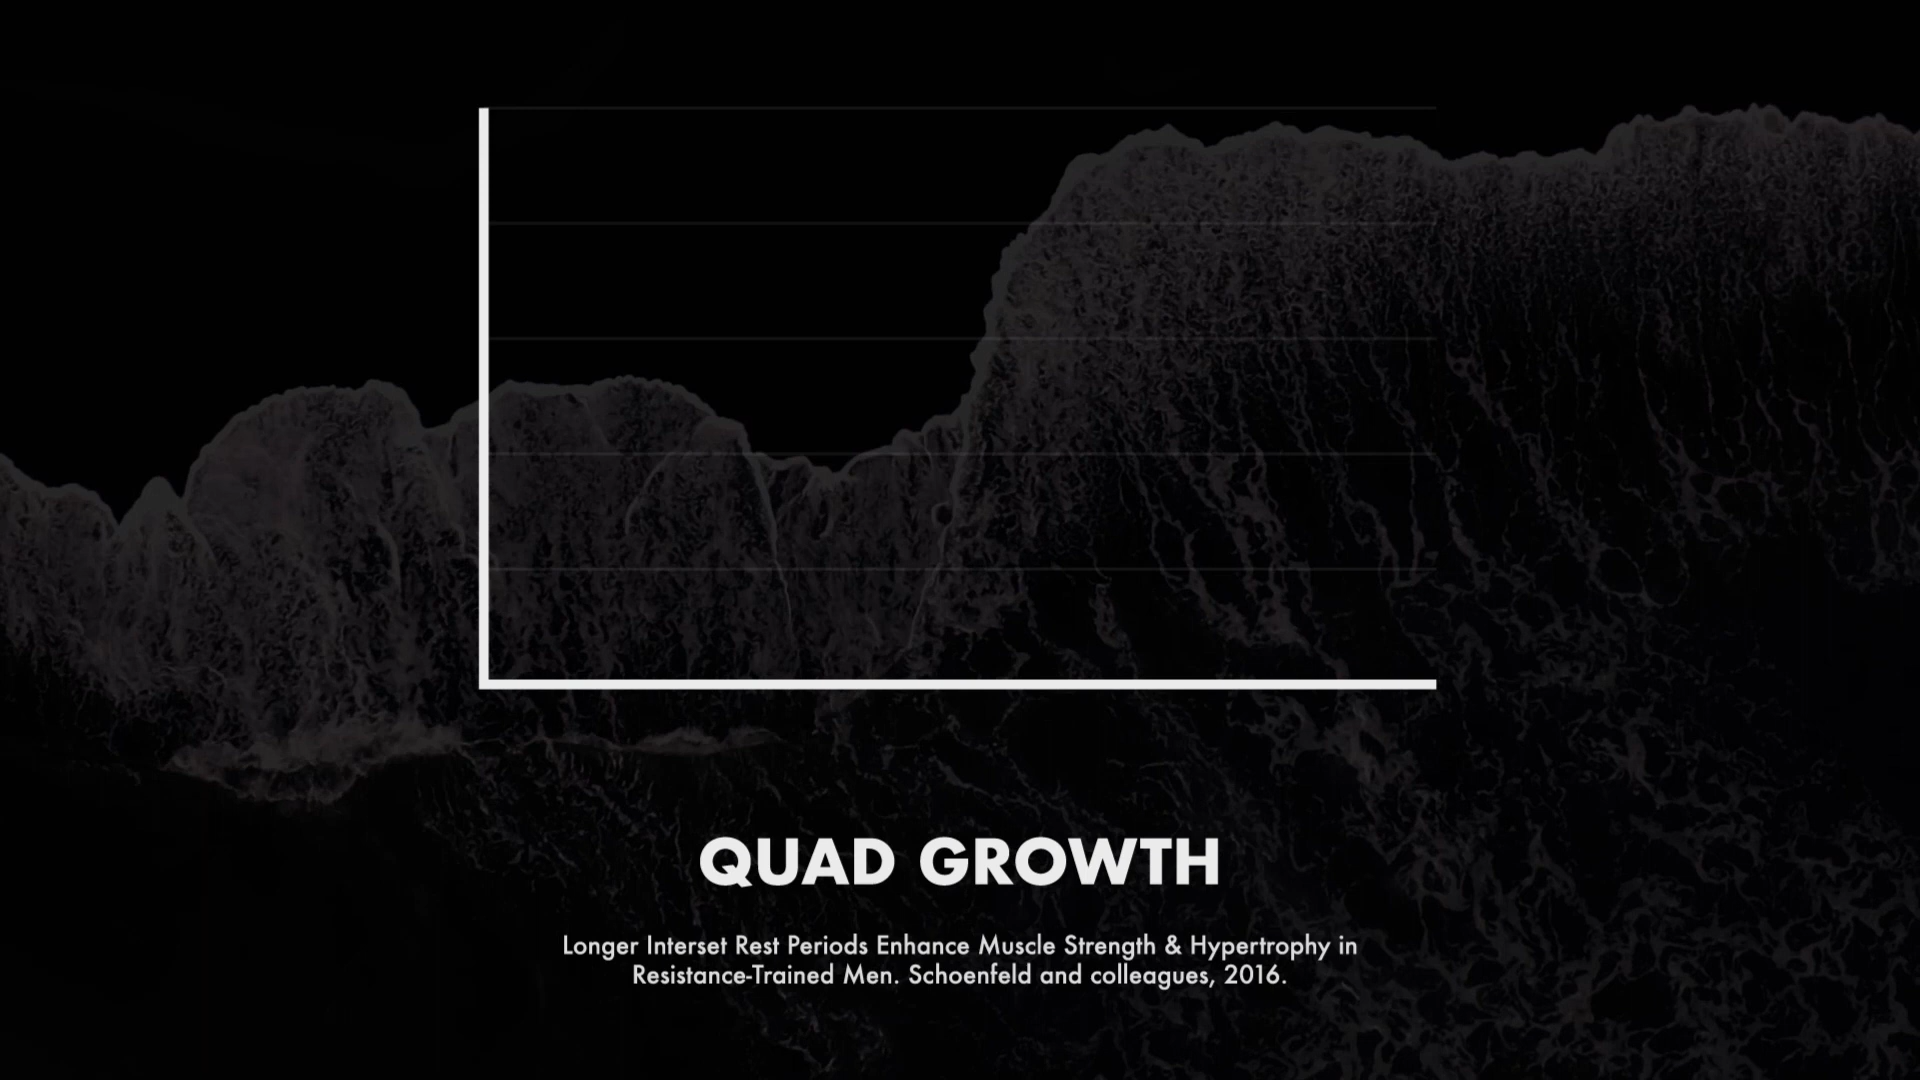 QUAD GROWTH
Longer Interset Rest Periods Enhance Muscle Strength & Hypertrophy in
Resistance-Trained Men. Schoenfeld and colleagues, 2016.